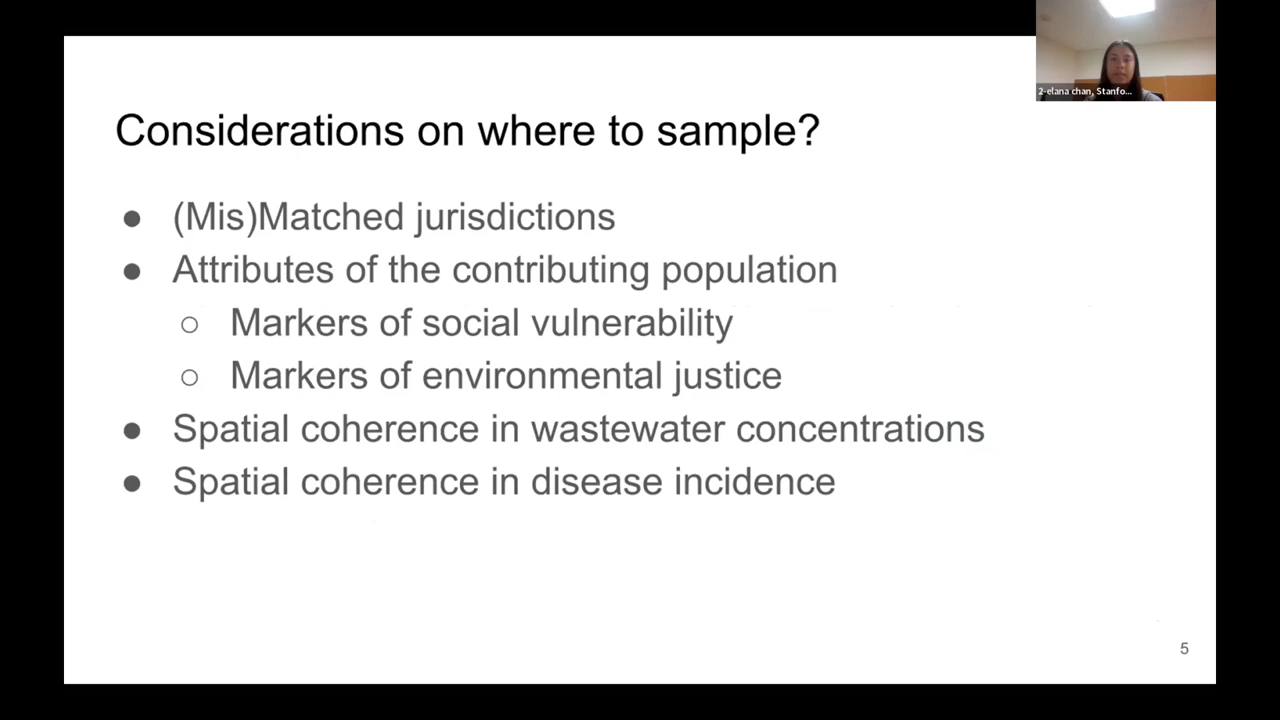 2-elana chan, Stanfo...
Considerations on where to sample?
● (Mis)Matched jurisdictions
● Attributes of the contributing population
○ Markers of social vulnerability
○ Markers of environmental justice
● Spatial coherence in wastewater concentrations
● Spatial coherence in disease incidence
5